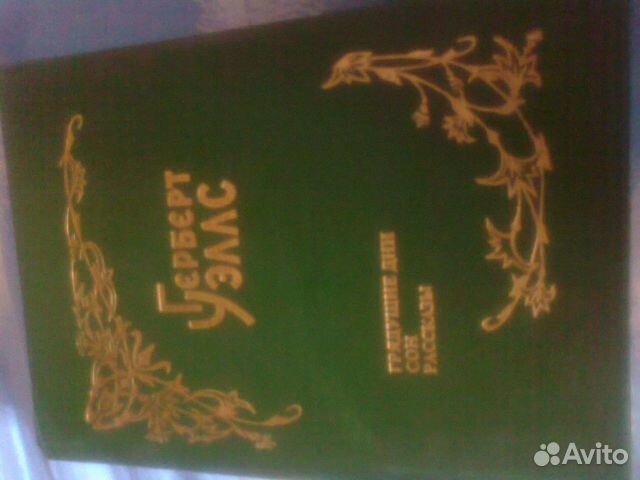 ГЕРБЕРТ
УЭЛЛС
ГРЯДУЩИЕ ДНИ
СОН
РАССКАЗЫ
Avito